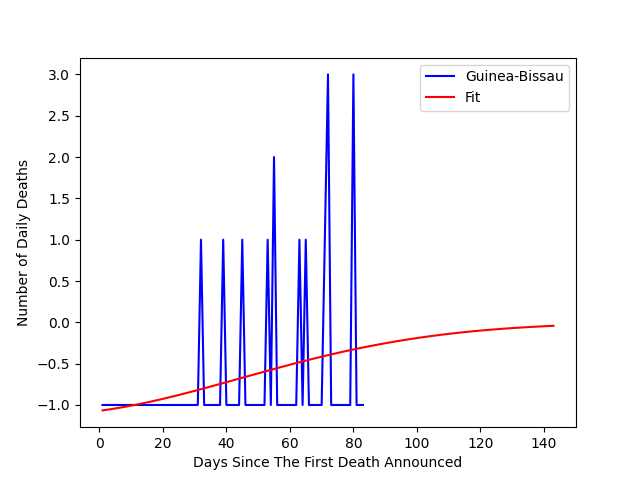 Guinea-Bissau
Fit
Number of Daily Deaths
3.0
2.5
2.0
1.5
1.0
0.5
0.0
−0.5
−1.0
0 20 40 60 80 100 120 140
Days Since The First Death Announced